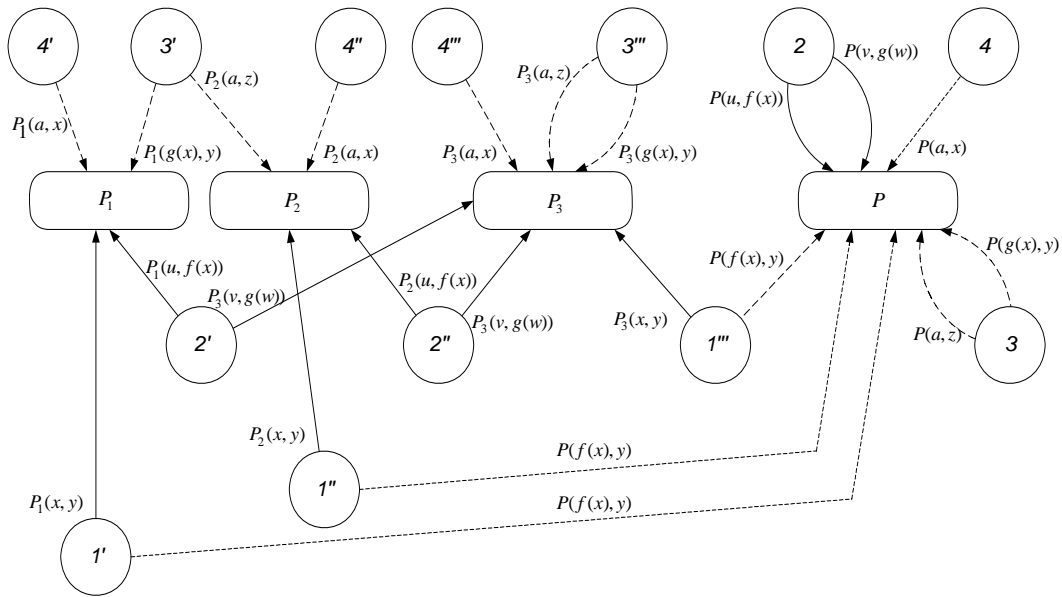 4' 3' 4" 4''' 3''' 2 4
P(v, g(w))
P₂(a, z) P₃(a, z)
P(u, f(x))
P₁(a, x) P₁(g(x), y) P₂(a, x) P₃(a, x) P₃(g(x), y) P(a, x)
P₁ P₂ P₃ P
P(g(x), y)
P(f(x), y)
P₁(u, f(x))
P₂(u, f(x))
P₃(v, g(w))
P₃(v, g(w)) P₃(x, y)
P(a, z)
2' 2" 1''' 3
P₂(x, y)
P(f(x), y)
1"
P₁(x, y) P(f(x), y)
1'